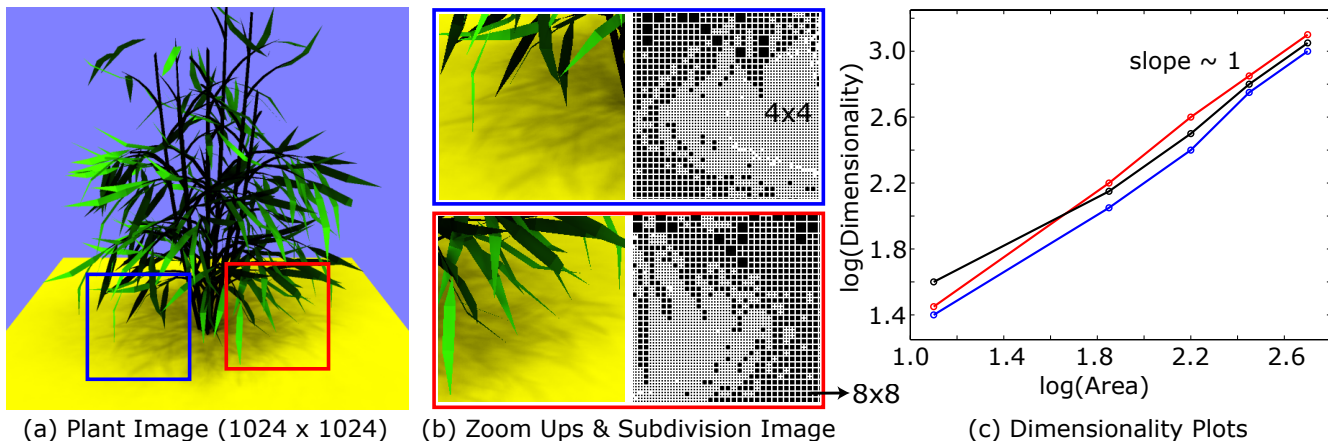 4x4
8x8
slope ~ 1
log(Dimensionality)
3.0
2.6
2.2
1.8
1.4
1.0 1.4 1.8 2.2 2.6
log(Area)
(a) Plant Image (1024 x 1024)
(b) Zoom Ups & Subdivision Image
(c) Dimensionality Plots